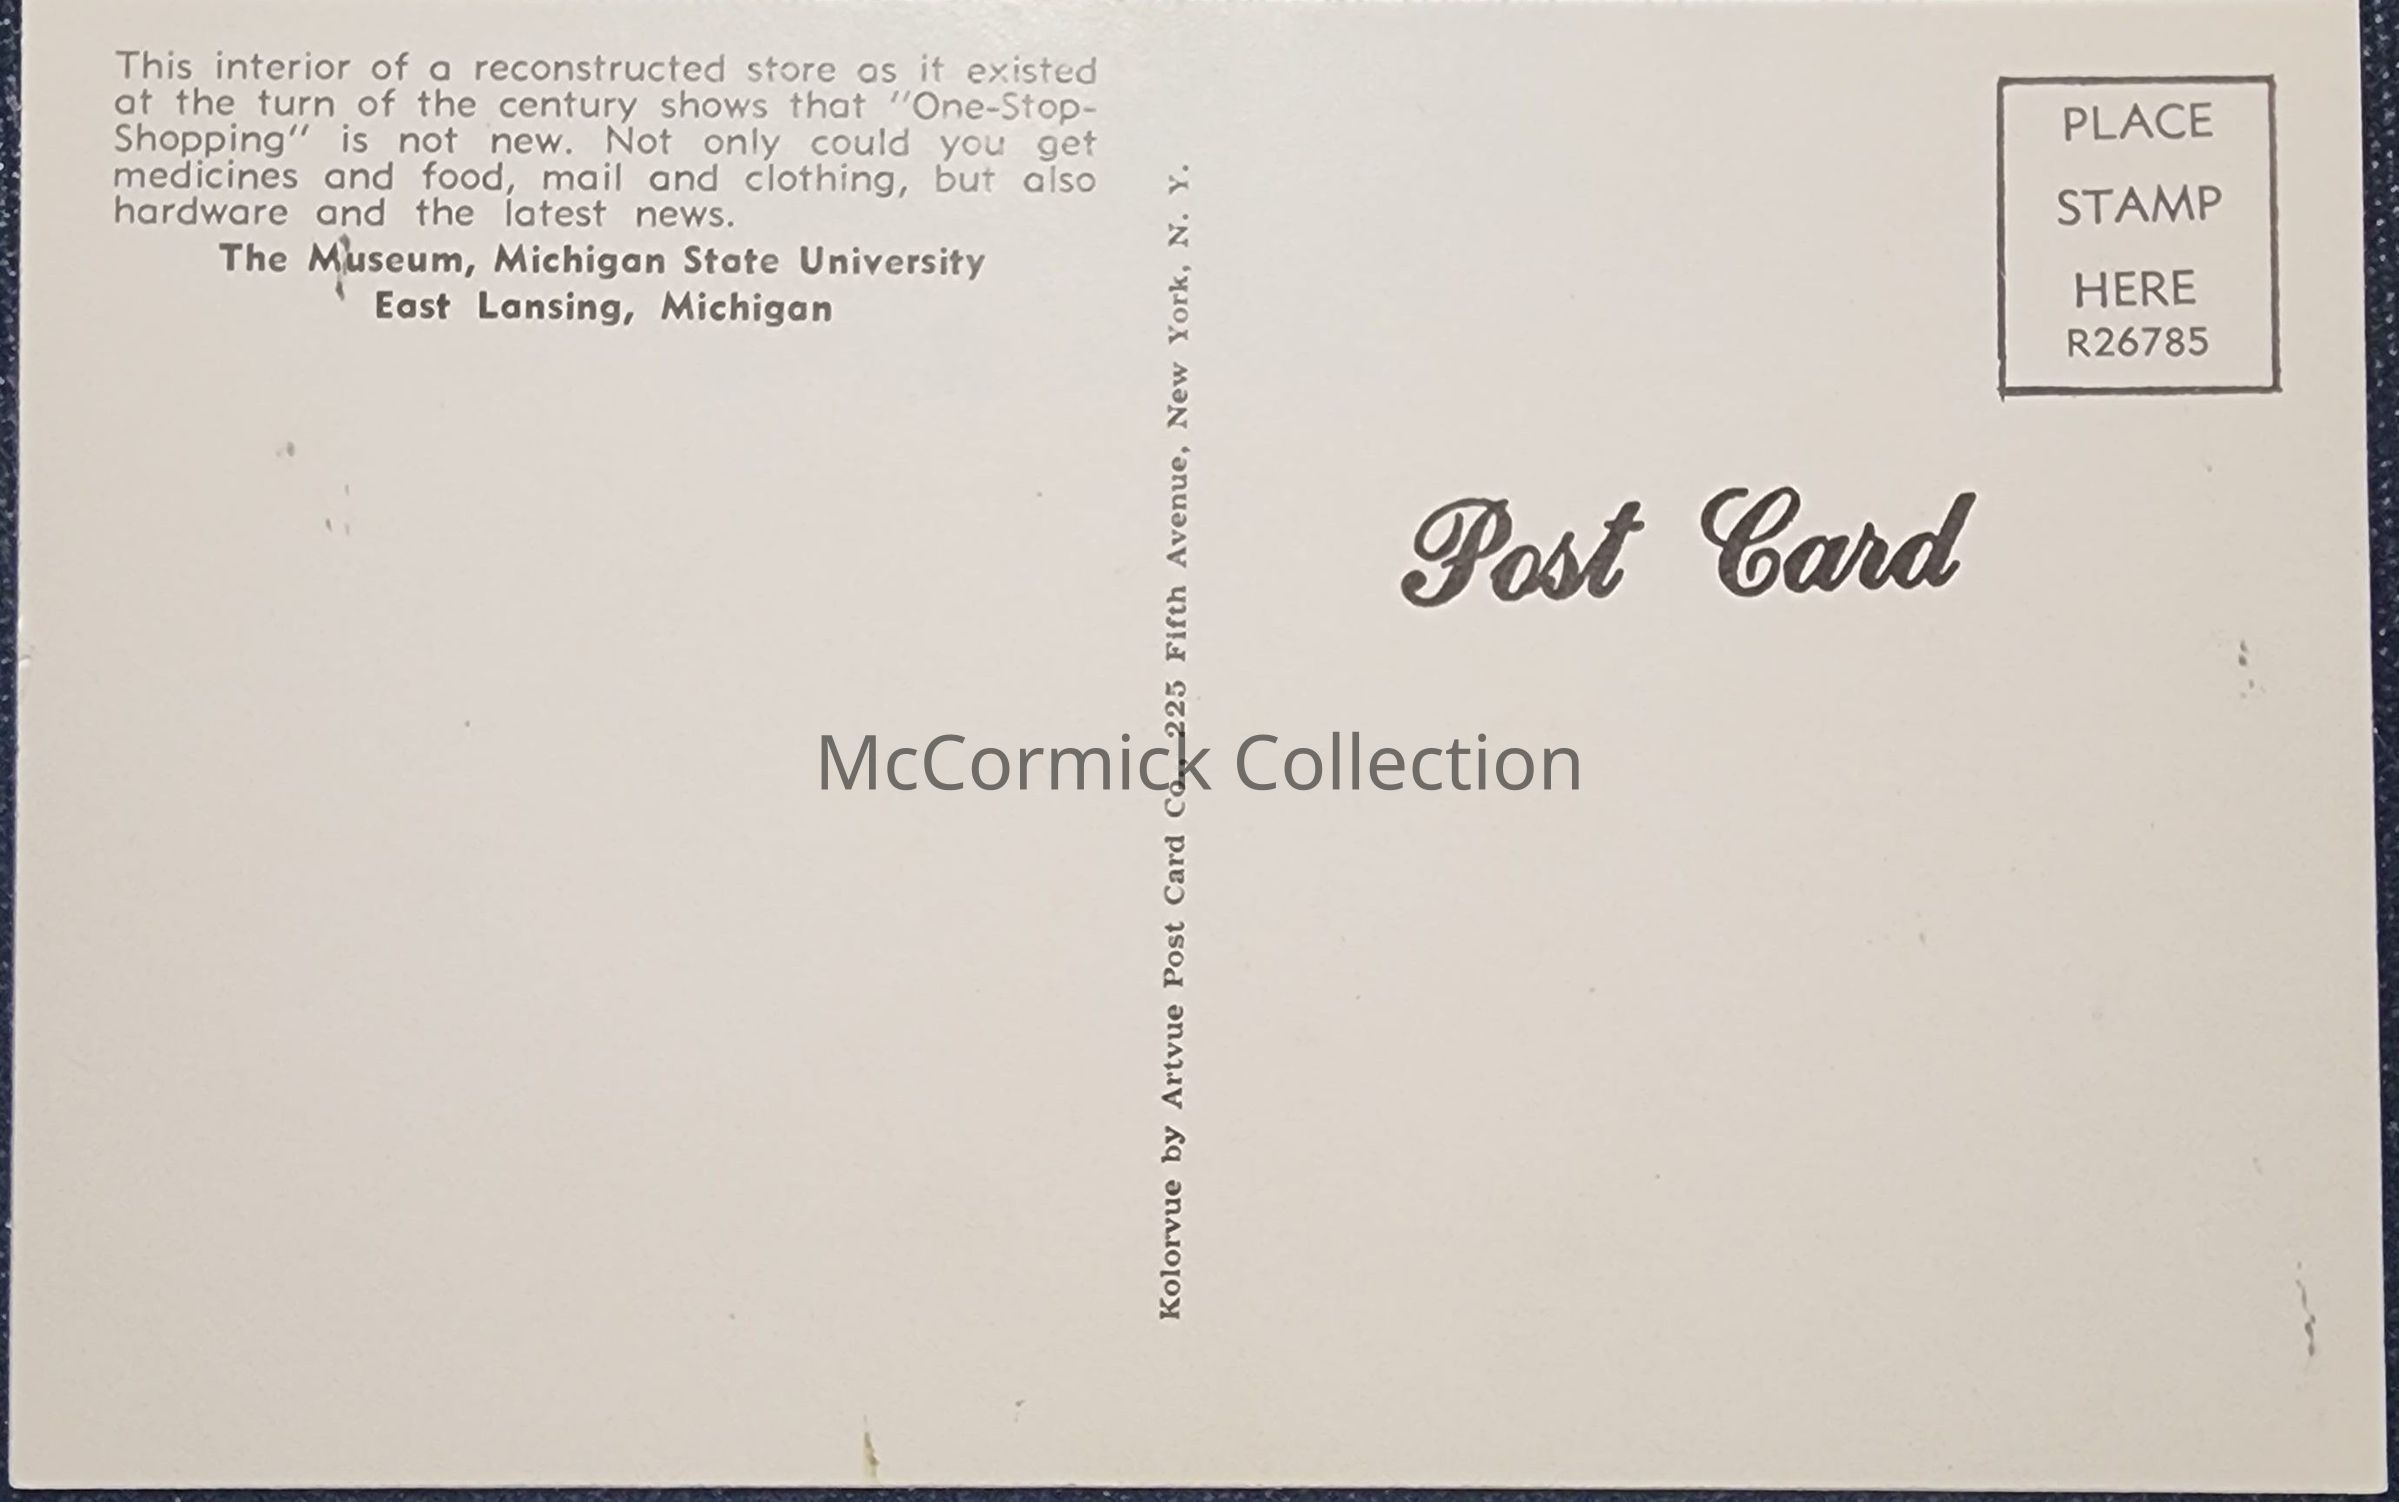 This interior of a reconstructed store as it existed
at the turn of the century shows that "One-Stop-
Shopping" is not new. Not only could you get
medicines and food, mail and clothing, but also
hardware and the latest news.
The Museum, Michigan State University
East Lansing, Michigan
Kolorvue by Artvue Post Card Co., 225 Fifth Avenue, New York, N. Y.
PLACE
STAMP
HERE
R26785
Post Card
McCormick Collection